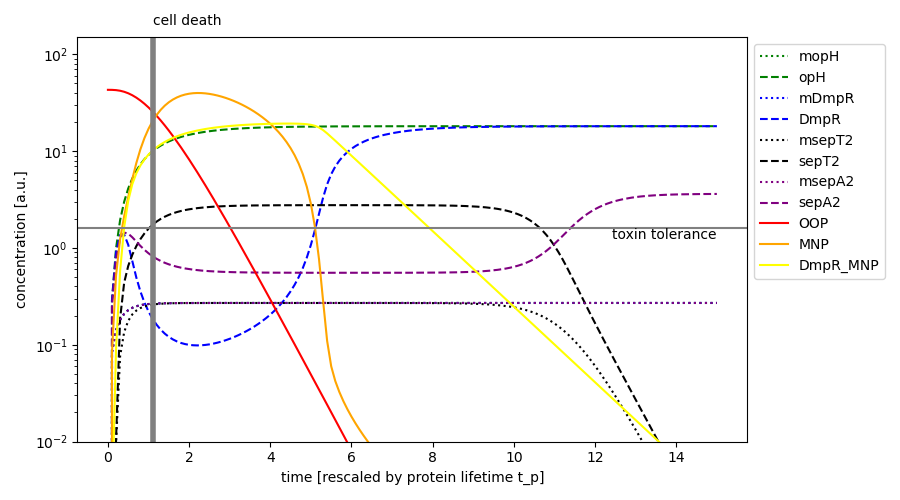 cell death
10²
10¹
10⁰
10⁻¹
10⁻²
concentration [a.u.]
toxin tolerance
0 2 4 6 8 10 12 14
time [rescaled by protein lifetime t_p]
mopH
opH
mDmpR
DmpR
msepT2
sepT2
msepA2
sepA2
OOP
MNP
DmpR_MNP